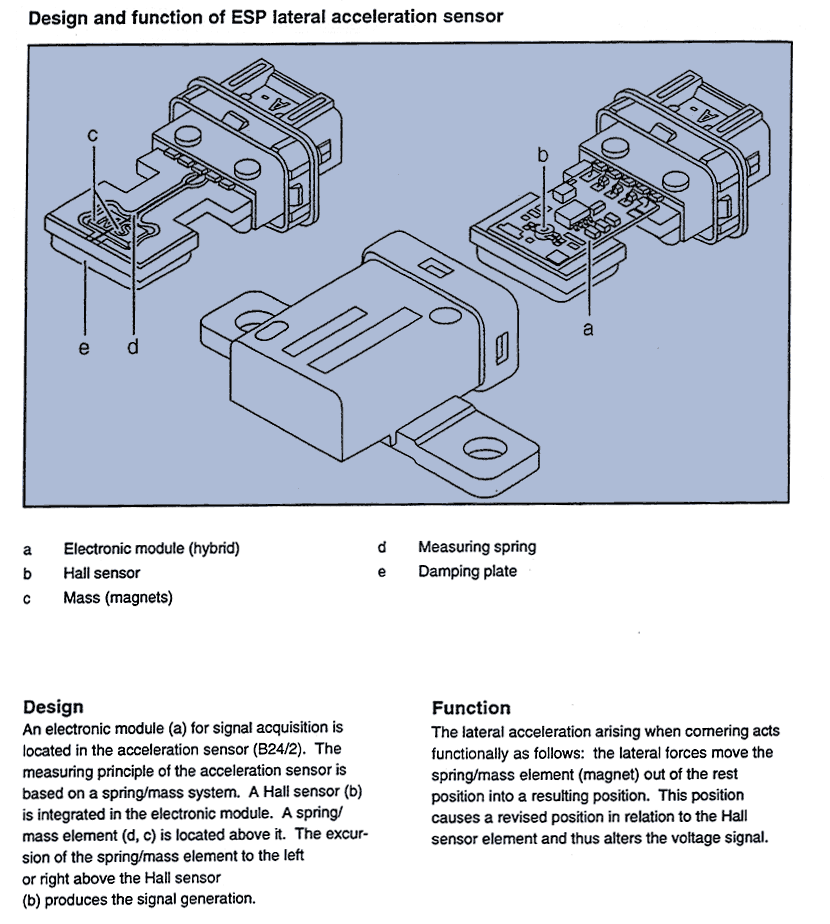 Design and function of ESP lateral acceleration sensor
A
A
c
b
e
d
a
a Electronic module (hybrid)
b Hall sensor
c Mass (magnets)
d Measuring spring
e Damping plate
Design
An electronic module (a) for signal acquisition is
located in the acceleration sensor (B24/2). The
measuring principle of the acceleration sensor is
based on a spring/mass system. A Hall sensor (b)
is integrated in the electronic module. A spring/
mass element (d, c) is located above it. The excur-
sion of the spring/mass element to the left
or right above the Hall sensor
(b) produces the signal generation.
Function
The lateral acceleration arising when cornering acts
functionally as follows: the lateral forces move the
spring/mass element (magnet) out of the rest
position into a resulting position. This position
causes a revised position in relation to the Hall
sensor element and thus alters the voltage signal.